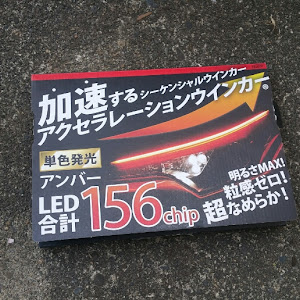 加速するシーケンシャルウインカー
アクセラレーションウインカー®
単色発光
アンバー
LED
合計
156chip
明るさMAX!
粒感ゼロ!
超なめらか!